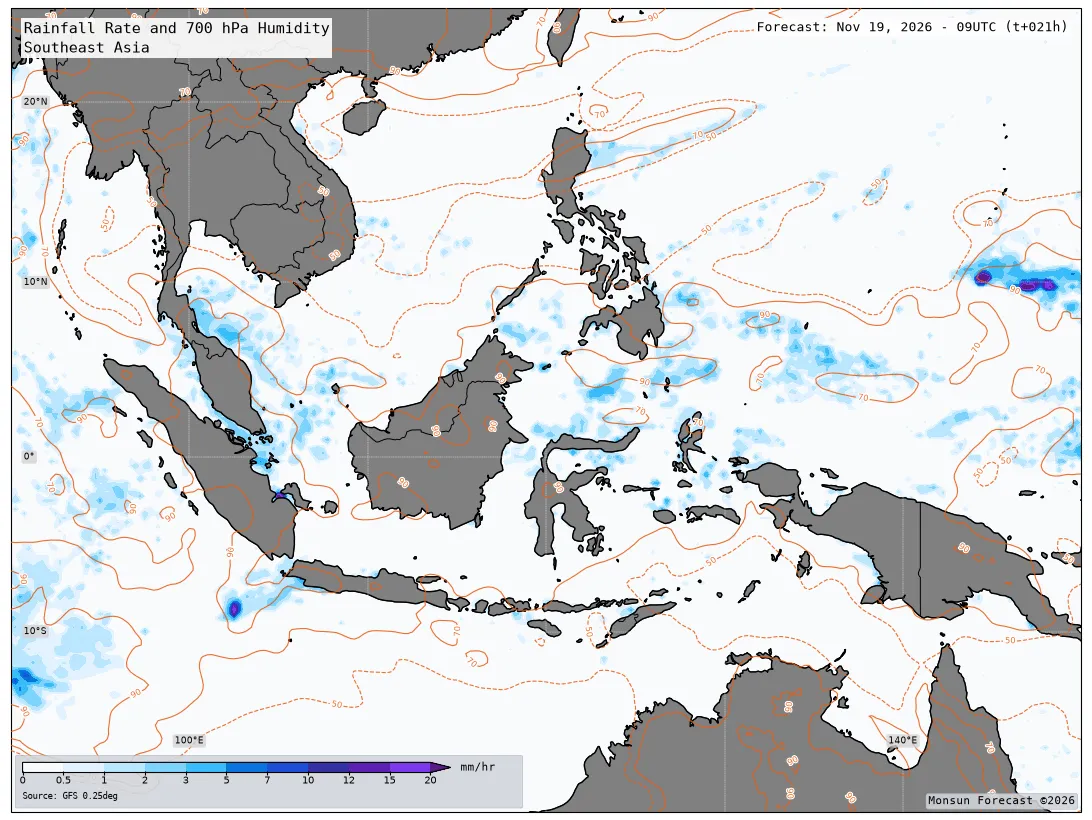 Rainfall Rate and 700 hPa Humidity
Southeast Asia
Forecast: Nov 19, 2026 - 09UTC (t+021h)
20°N
10°N
0°
10°S
100°E
140°E
0 0.5 1 2 3 5 7 10 12 15 20 mm/hr
Source: GFS 0.25deg
Monsun Forecast ©2026